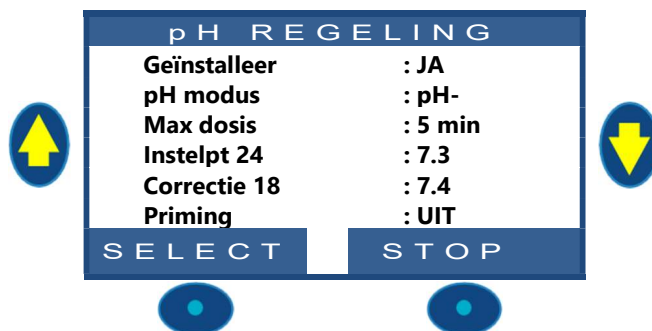 pH REGELING
Geïnstalleer : JA
pH modus : pH-
Max dosis : 5 min
Instelpt 24 : 7.3
Correctie 18 : 7.4
Priming : UIT
SELECT STOP